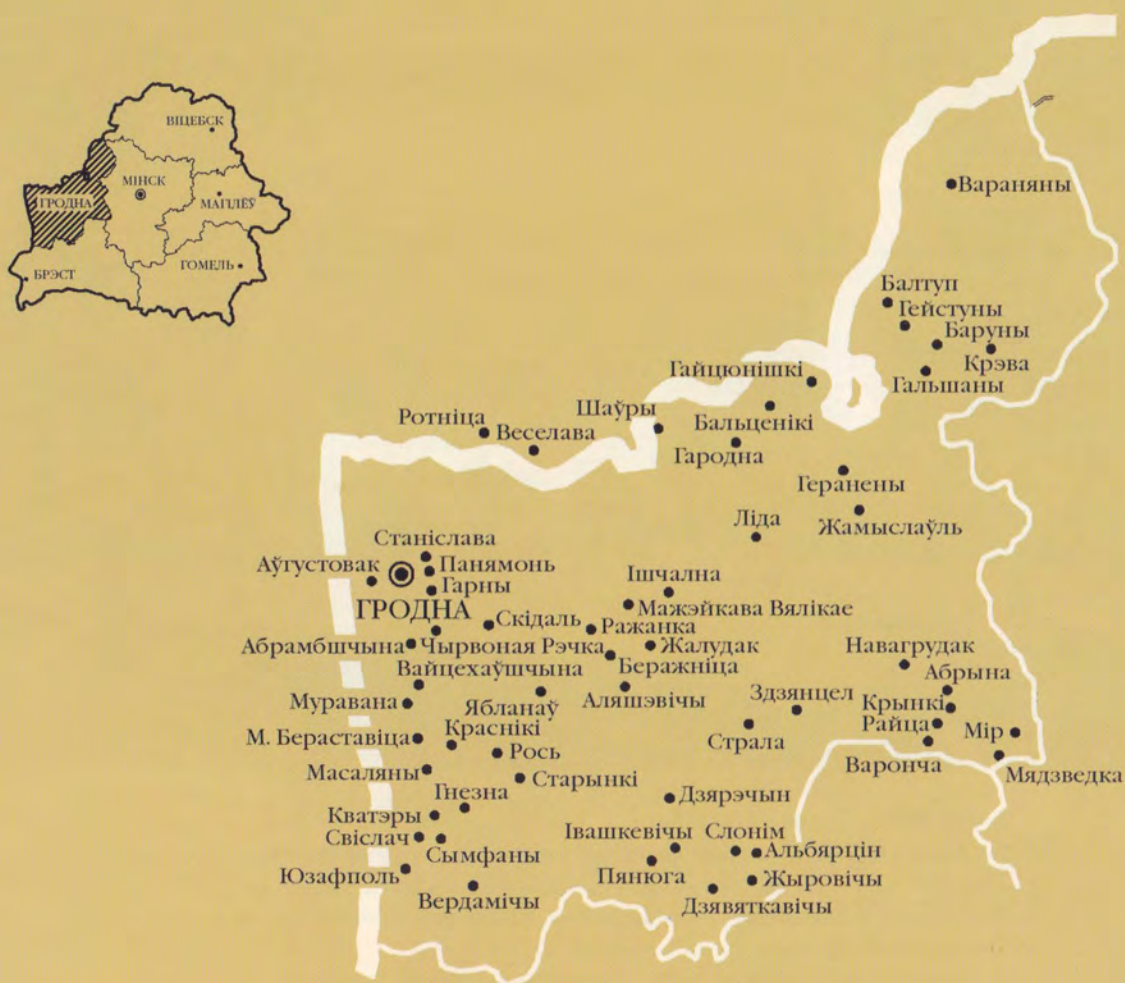 ВІЦЕБСК
МІНСК
ГРОДНА
МАГІЛЁЎ
БРЭСТ
ГОМЕЛЬ
Вараняны
Балтуп
Гейстуны
Баруны
Крэва
Гальшаны
Гайцюнішкі
Шаўры
Бальценікі
Ротніца
Веселава
Гародна
Геранены
Ліда
Жамыслаўль
Станіслава
Аўгустовак
Панямонь
Гарны
Ішчална
ГРОДНА
Мажэйкава Вялікае
Скідаль
Ражанка
Абрамбшчына
Чырвоная Рэчка
Жалудак
Навагрудак
Вайцехаўшчына
Беражніца
Абрына
Муравана
Ябланаў
Аляшэвічы
Здзянцел
Крынкі
М. Бераставіца
Краснікі
Райца
Мір
Рось
Страла
Варонча
Масаляны
Старынкі
Мядзведка
Гнезна
Дзярэчын
Кватэры
Івашкевічы
Слонім
Свіслач
Сымфаны
Альбярцін
Юзафполь
Пянюга
Жыровічы
Вердамічы
Дзявяткавічы